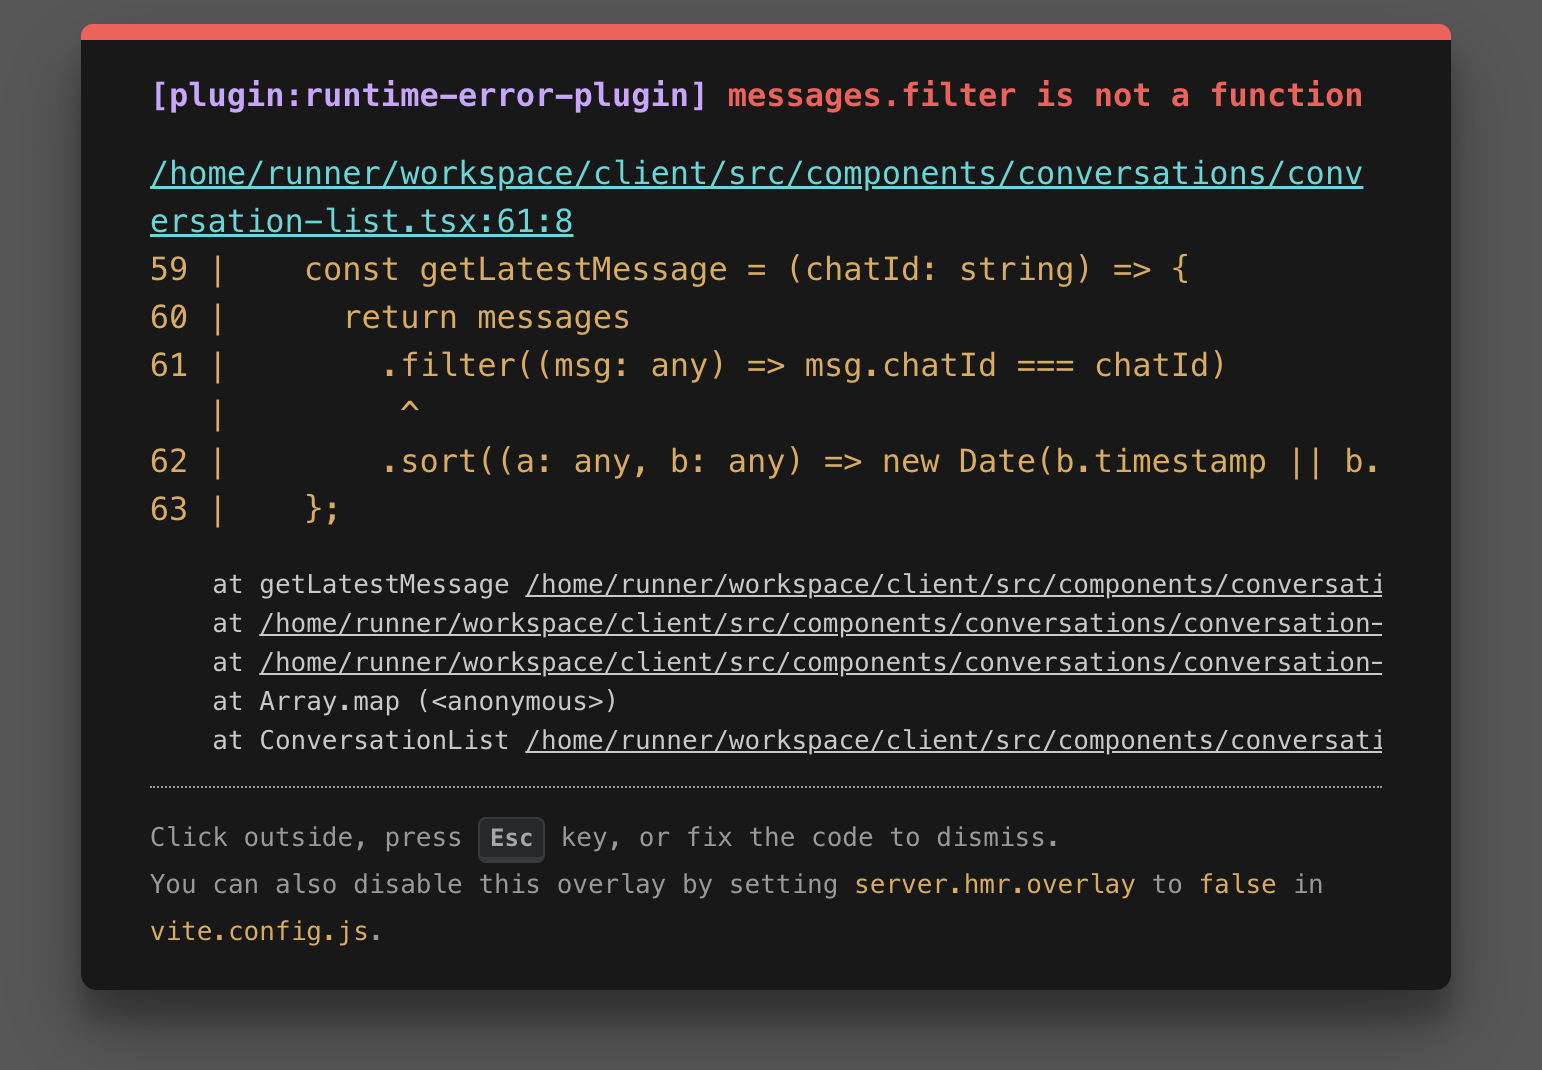 [plugin:runtime-error-plugin] messages.filter is not a function
/home/runner/workspace/client/src/components/conversations/conv
ersation-list.tsx:61:8
59 |    const getLatestMessage = (chatId: string) => {
60 |      return messages
61 |        .filter((msg: any) => msg.chatId === chatId)
   |         ^
62 |        .sort((a: any, b: any) => new Date(b.timestamp || b.
63 |    };
at getLatestMessage /home/runner/workspace/client/src/components/conversati
at /home/runner/workspace/client/src/components/conversations/conversation-
at /home/runner/workspace/client/src/components/conversations/conversation-
at Array.map (<anonymous>)
at ConversationList /home/runner/workspace/client/src/components/conversati
Click outside, press Esc key, or fix the code to dismiss.
You can also disable this overlay by setting server.hmr.overlay to false in
vite.config.js.